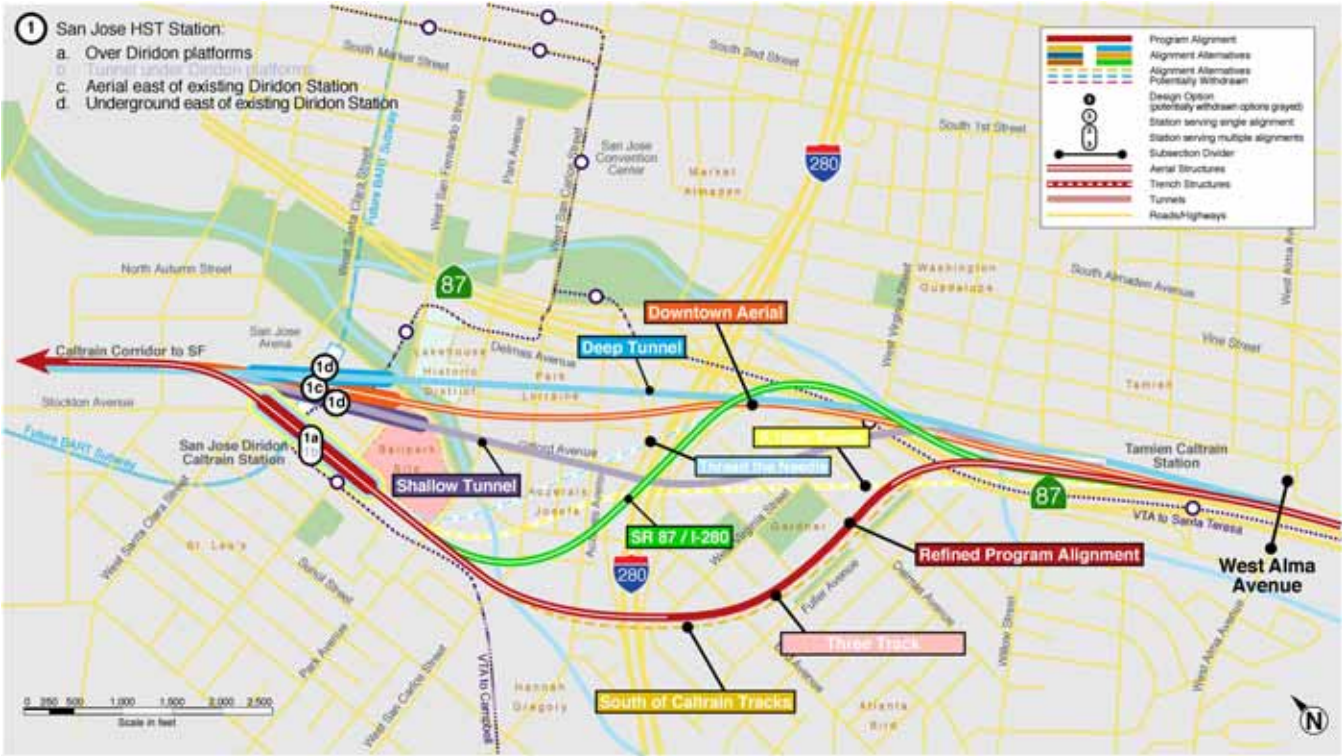 1 San Jose HST Station:
a. Over Diridon platforms
b. Tunnel under Diridon platforms
c. Aerial east of existing Diridon Station
d. Underground east of existing Diridon Station
Program Alignment
Alignment Alternatives
Alignment Alternatives
Potentially Withdrawn
Design Option
(potentially withdrawn options grayed)
Station serving single alignment
Station serving multiple alignments
Subsection Divider
Aerial Structures
Trench Structures
Tunnels
Roads/Highways
South Market Street
South 2nd Street
South 1st Street
West Santa Clara Street
Future BART Subway
West San Fernando Street
Park Avenue
West San Carlos Street
San Jose
Convention
Center
280
Market
Almaden
North Autumn Street
87
Washington
Guadalupe
South Almaden Avenue
West Virginia Street
Vine Street
Tamien
San Jose
Arena
Lakehouse
Historic
District
Delmas Avenue
Park
Lorraine
Downtown Aerial
Deep Tunnel
Caltrain Corridor to SF
1d
1c
1d
Stockton Avenue
Future BART Subway
San Jose Diridon
Caltrain Station
1a
1b
Ballpark
Site
Gifford Avenue
Shallow Tunnel
Thread the Needle
Tamien Caltrain
Station
87
VTA to Santa Teresa
West Alma
Avenue
SR 87 / I-280
West Virginia Street
Gardner
Refined Program Alignment
280
St. Leo's
West Santa Clara Street
Sunol Street
Park Avenue
West San Carlos Street
VTA to Campbell
Fuller Avenue
Delmas Avenue
Willow Street
West Alma Avenue
Three Track
South of Caltrain Tracks
Hannah
Gregory
Atlanta
Bird
0 250 500 1,000 1,500 2,000 2,500
Scale in feet
N